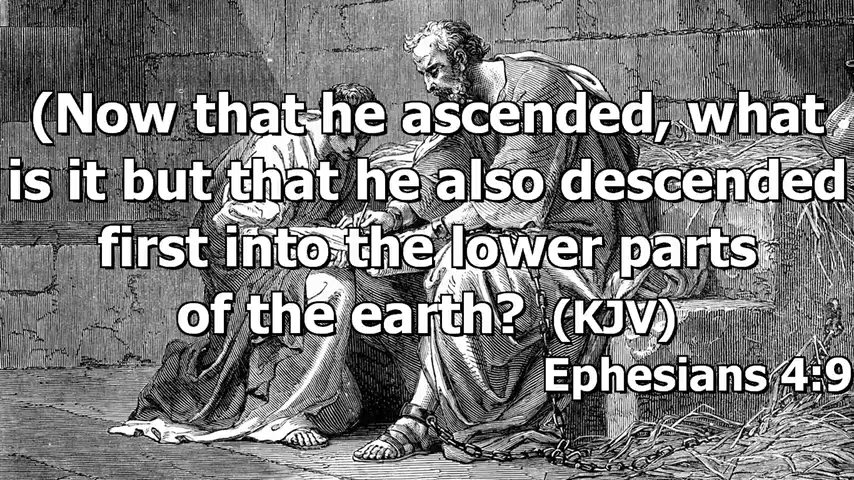 (Now that he ascended, what
is it but that he also descended
first into the lower parts
of the earth? (KJV)
Ephesians 4:9